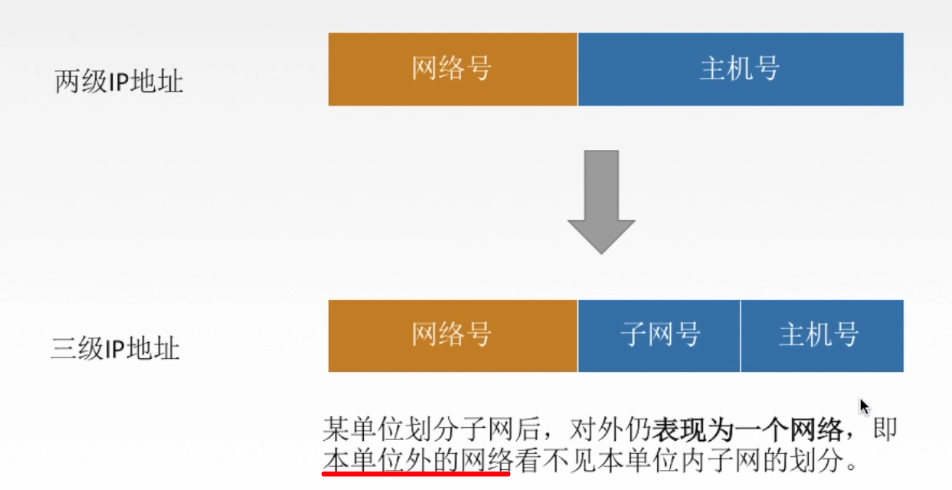 两级IP地址
网络号
主机号
三级IP地址
网络号
子网号
主机号
某单位划分子网后，对外仍表现为一个网络，即
本单位外的网络看不见本单位内子网的划分。